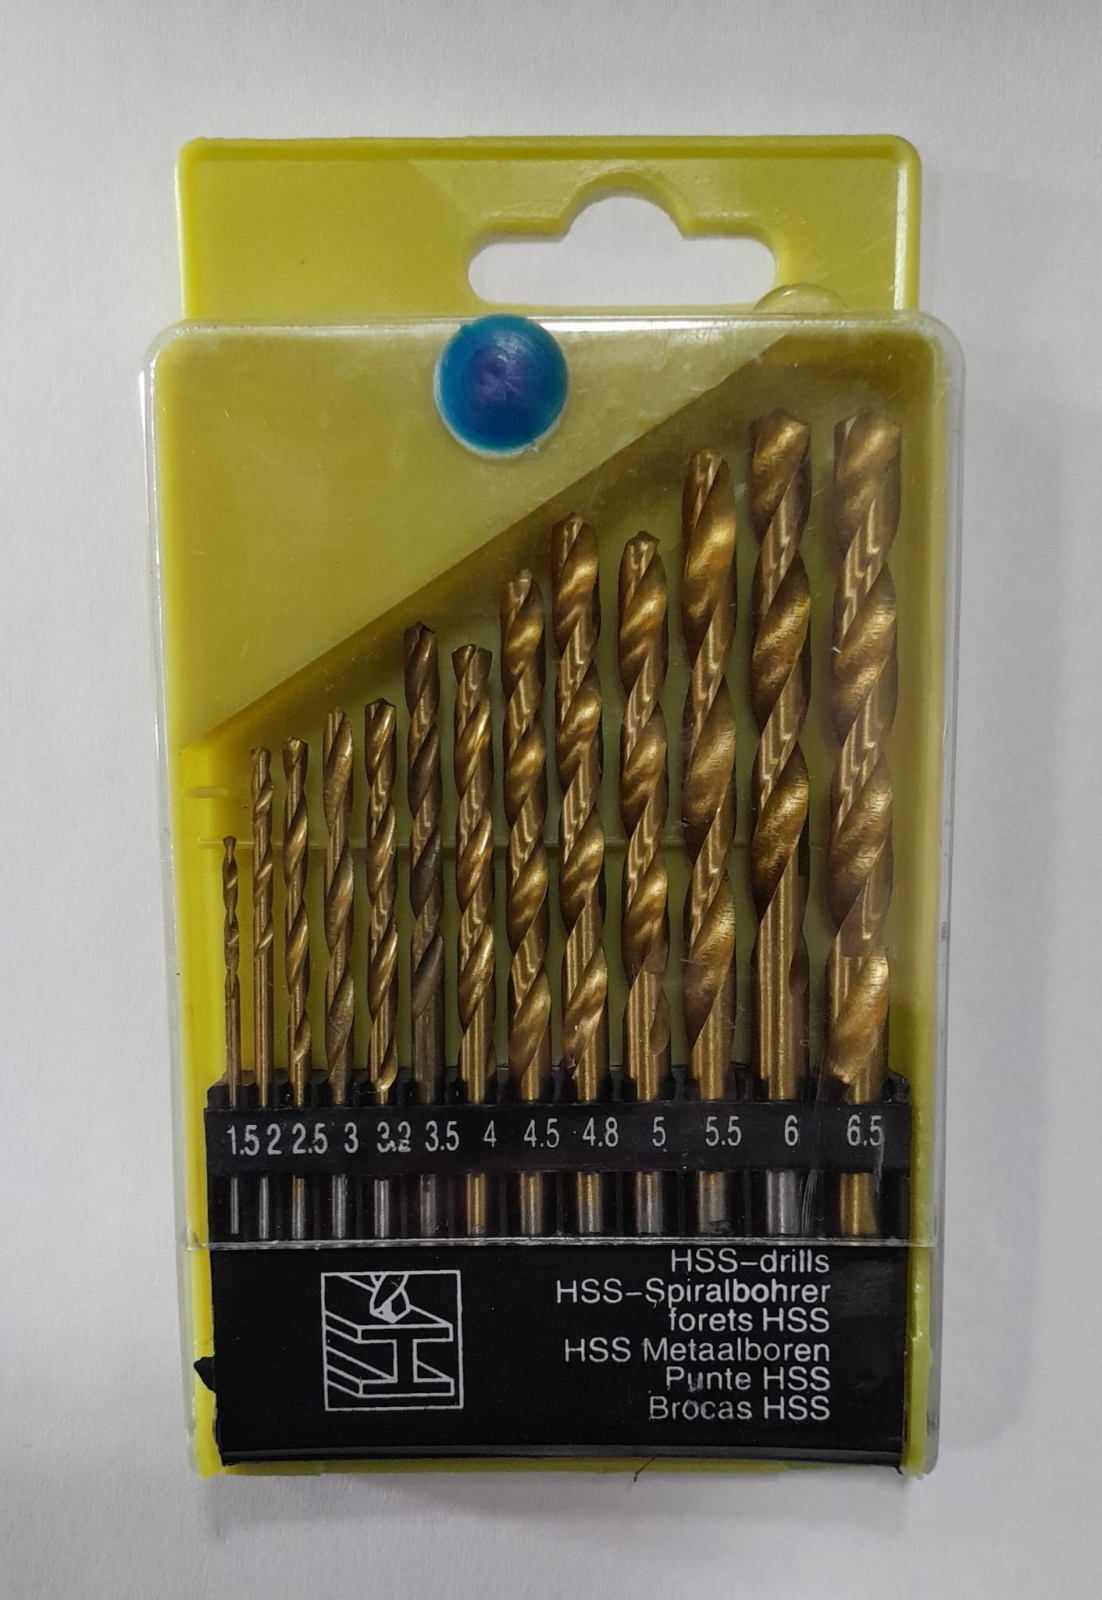 1.5 2 2.5 3 3.2 3.5 4 4.5 4.8 5 5.5 6 6.5
HSS-drills
HSS-Spiralbohrer
forets HSS
HSS Metaalboren
Punte HSS
Brocas HSS